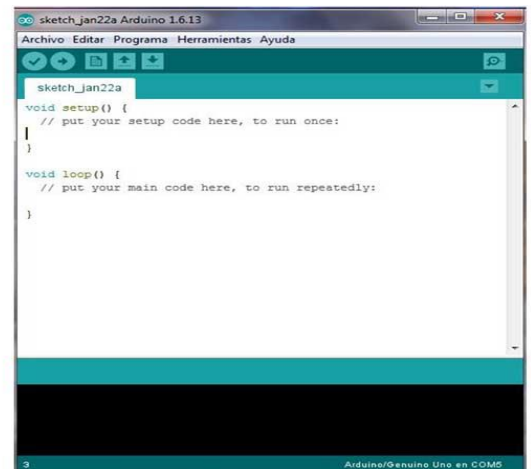 sketch_jan22a Arduino 1.6.13
Archivo Editar Programa Herramientas Ayuda
sketch_jan22a
void setup() {
// put your setup code here, to run once:
}
void loop() {
// put your main code here, to run repeatedly:
}
3 Arduino/Genuino Uno en COM5